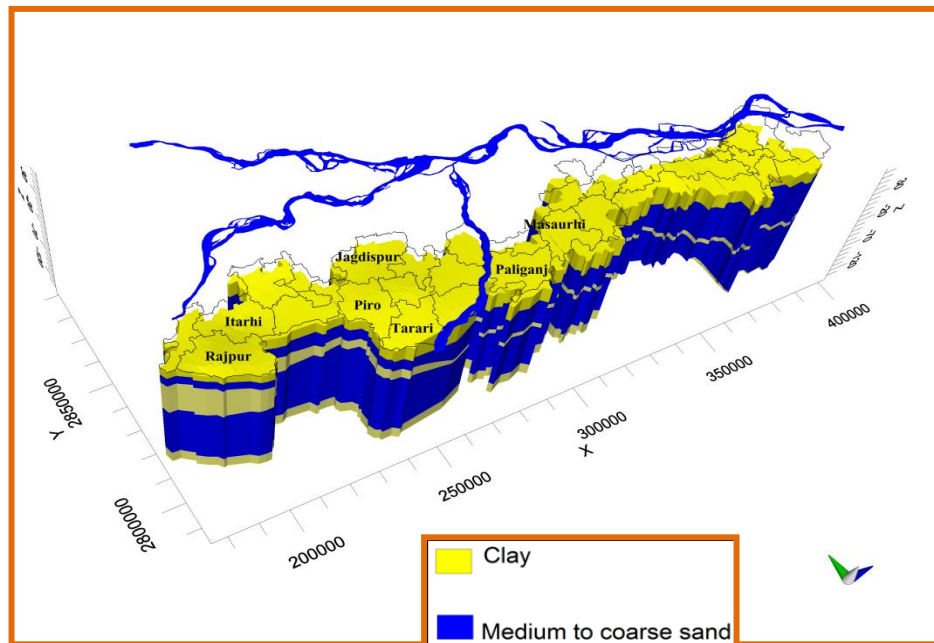 Jagdispur
Masaurhi
Paliganj
Piro
Itarhi
Tarari
Rajpur
Z
400000
350000
X
300000
250000
200000
Y
2850000
2800000
Clay
Medium to coarse sand